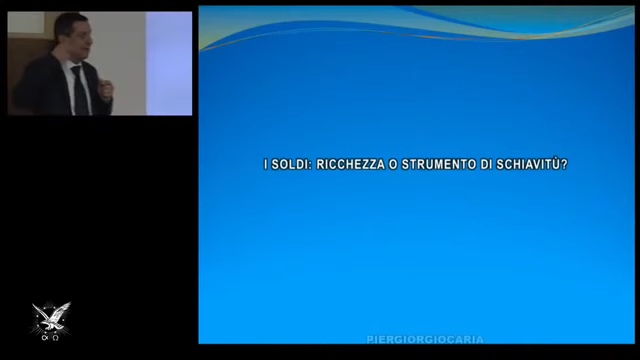 I SOLDI: RICCHEZZA O STRUMENTO DI SCHIAVITÙ?
PIERGIORGIOCARIA
α Ω